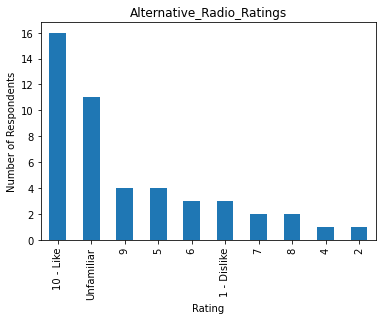 Alternative_Radio_Ratings
Number of Respondents
16
14
12
10
8
6
4
2
0
10 - Like
Unfamiliar
9
5
6
1 - Dislike
7
8
4
2
Rating